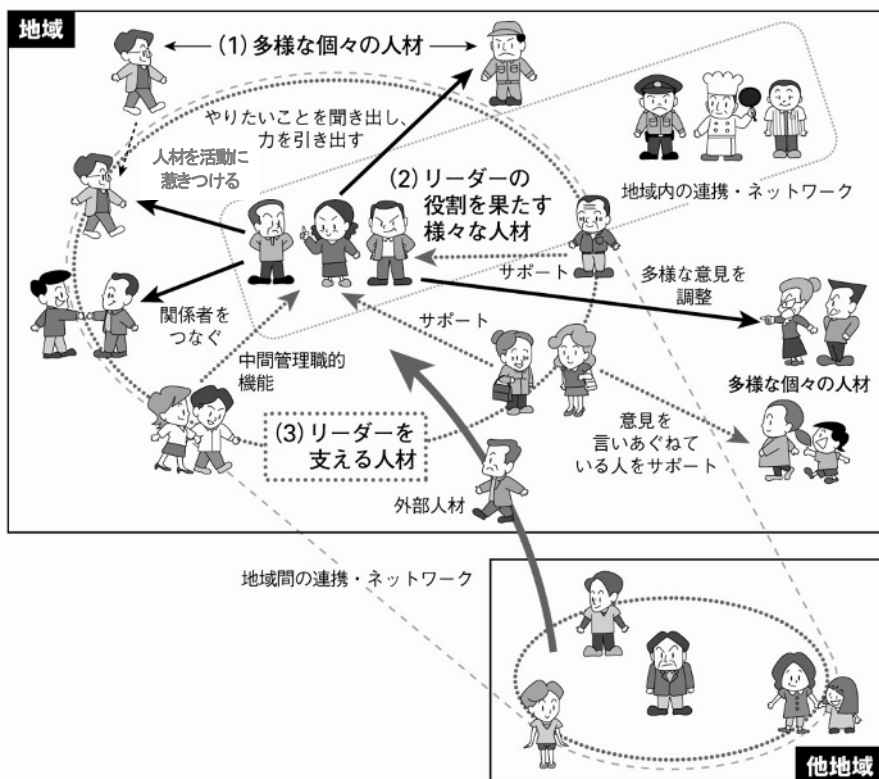 地域
(1)多様な個々の人材
やりたいことを聞き出し、
力を引き出す
人材を活動に
惹きつける
(2)リーダーの
役割を果たす
様々な人材
地域内の連携・ネットワーク
サポート
多様な意見を
調整
関係者を
つなぐ
サポート
中間管理職的
機能
多様な個々の人材
(3)リーダーを
支える人材
意見を
言いあぐねて
いる人をサポート
外部人材
地域間の連携・ネットワーク
他地域